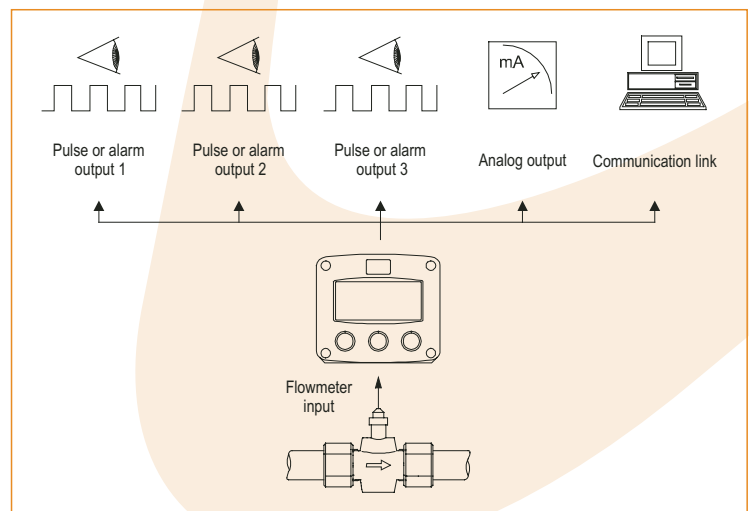 mA
Pulse or alarm
output 1
Pulse or alarm
output 2
Pulse or alarm
output 3
Analog output
Communication link
Flowmeter
input